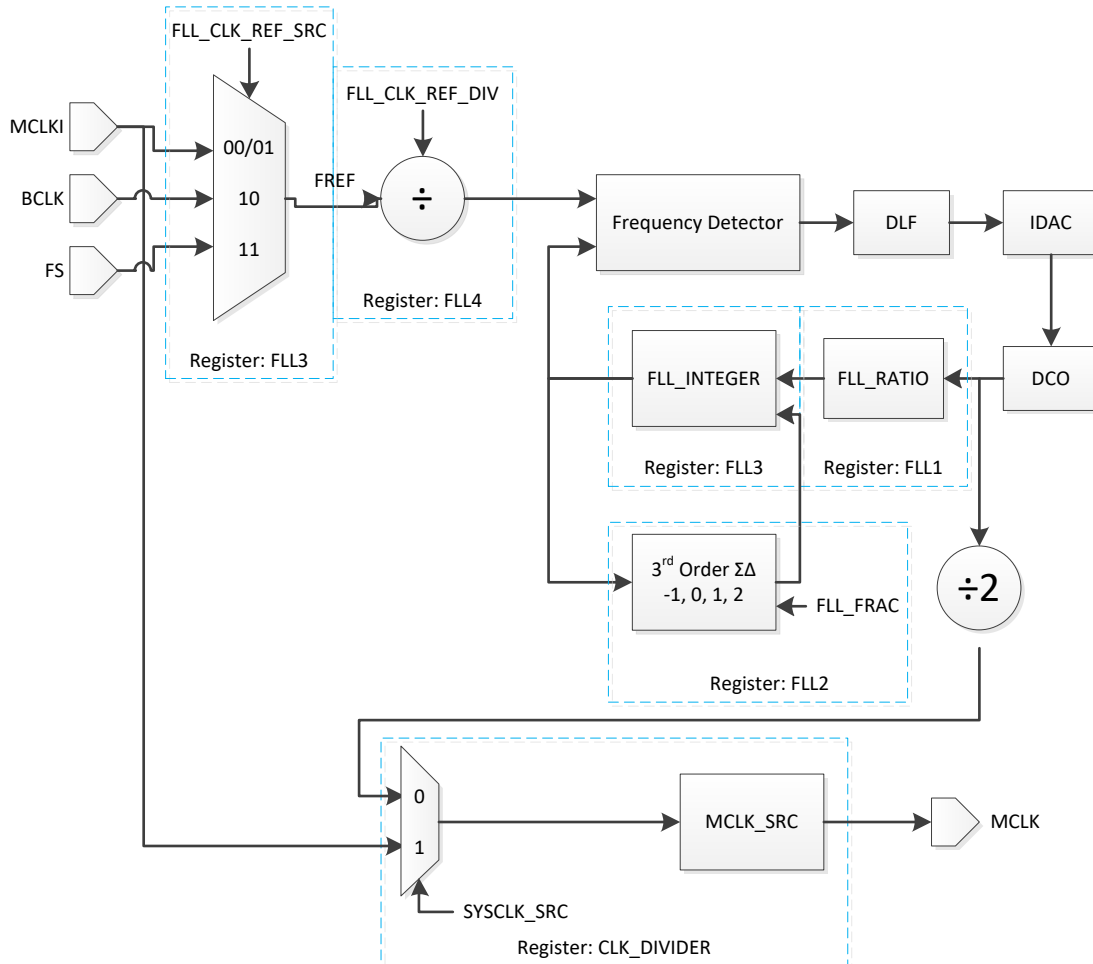 FLL_CLK_REF_SRC
FLL_CLK_REF_DIV
MCLKI
00/01
BCLK
10
FREF
÷
Frequency Detector
DLF
IDAC
FS
11
Register: FLL4
Register: FLL3
FLL_INTEGER
FLL_RATIO
DCO
Register: FLL3
Register: FLL1
3rd Order ΣΔ
-1, 0, 1, 2
÷2
FLL_FRAC
Register: FLL2
0
MCLK_SRC
MCLK
1
SYSCLK_SRC
Register: CLK_DIVIDER